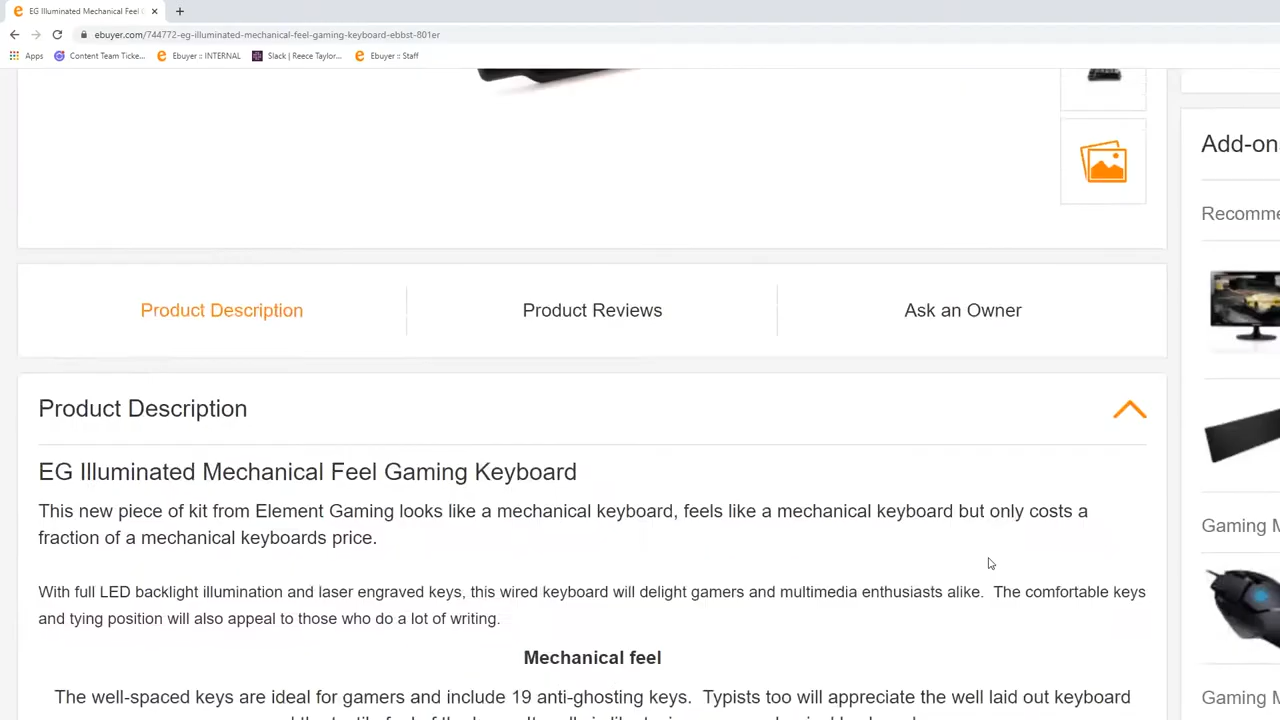 EG Illuminated Mechanical Feel
ebuyer.com/744772-eg-illuminated-mechanical-feel-gaming-keyboard-ebbst-801er
Apps Content Team Ticke... Ebuyer :: INTERNAL Slack | Reece Taylor... Ebuyer :: Staff
Add-on
Recomme
Product Description Product Reviews Ask an Owner
Product Description
EG Illuminated Mechanical Feel Gaming Keyboard
This new piece of kit from Element Gaming looks like a mechanical keyboard, feels like a mechanical keyboard but only costs a
fraction of a mechanical keyboards price.
With full LED backlight illumination and laser engraved keys, this wired keyboard will delight gamers and multimedia enthusiasts alike. The comfortable keys
and tying position will also appeal to those who do a lot of writing.
Mechanical feel
The well-spaced keys are ideal for gamers and include 19 anti-ghosting keys. Typists too will appreciate the well laid out keyboard
Gaming M
Gaming M